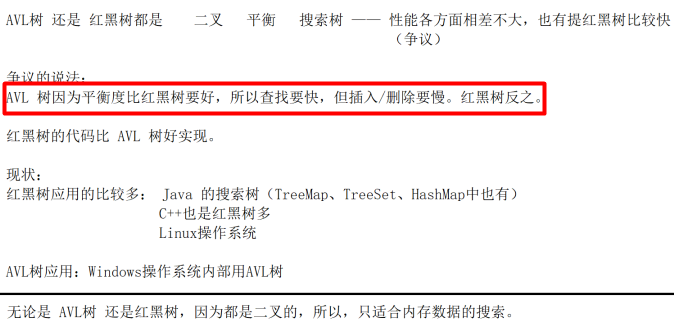 AVL树 还是 红黑树都是 二叉 平衡 搜索树 —— 性能各方面相差不大，也有提红黑树比较快
（争议）
争议的说法：
AVL 树因为平衡度比红黑树要好，所以查找要快，但插入/删除要慢。红黑树反之。
红黑树的代码比 AVL 树好实现。
现状：
红黑树应用的比较多： Java 的搜索树（TreeMap、TreeSet、HashMap中也有）
C++也是红黑树多
Linux操作系统
AVL树应用：Windows操作系统内部用AVL树
无论是 AVL树 还是红黑树，因为都是二叉的，所以，只适合内存数据的搜索。